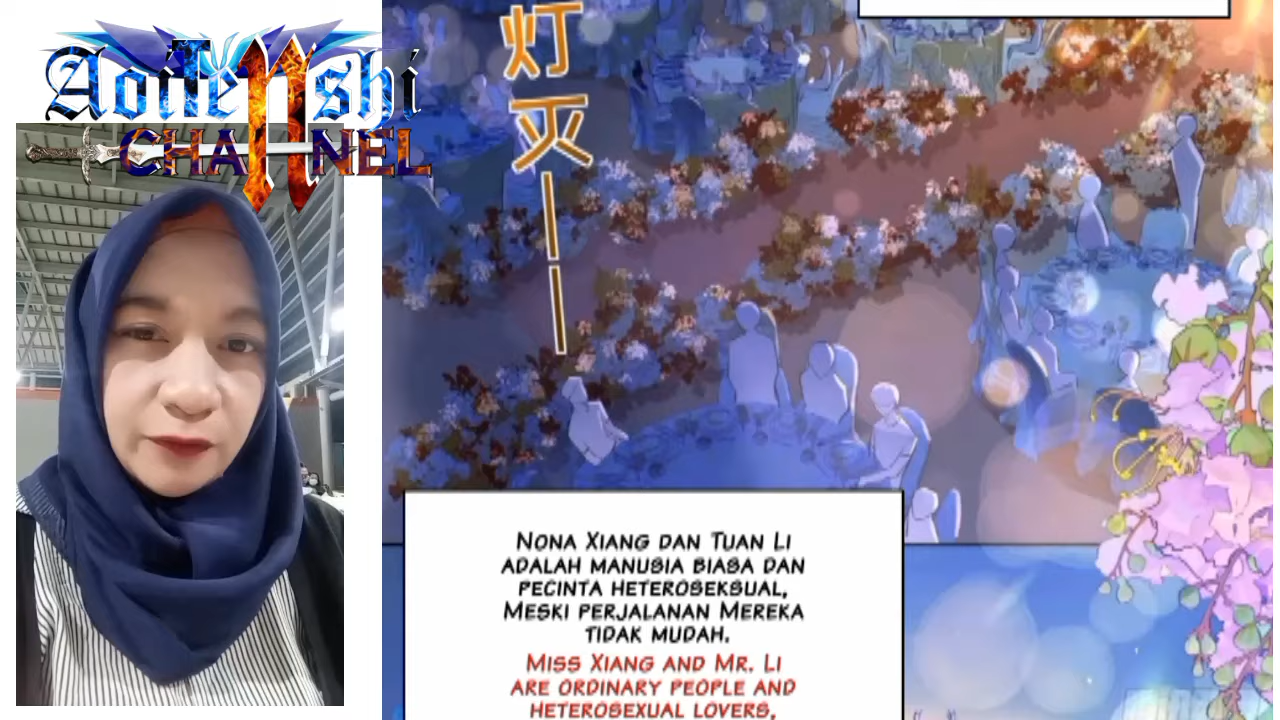 AoiTenshi
CHANNEL
灯
灭
NONA XIANG DAN TUAN LI
ADALAH MANUSIA BIASA DAN
PECINTA HETEROSEKSUAL,
MESKI PERJALANAN MEREKA
TIDAK MUDAH.
MISS XIANG AND MR. LI
ARE ORDINARY PEOPLE AND
HETEROSEXUAL LOVERS,